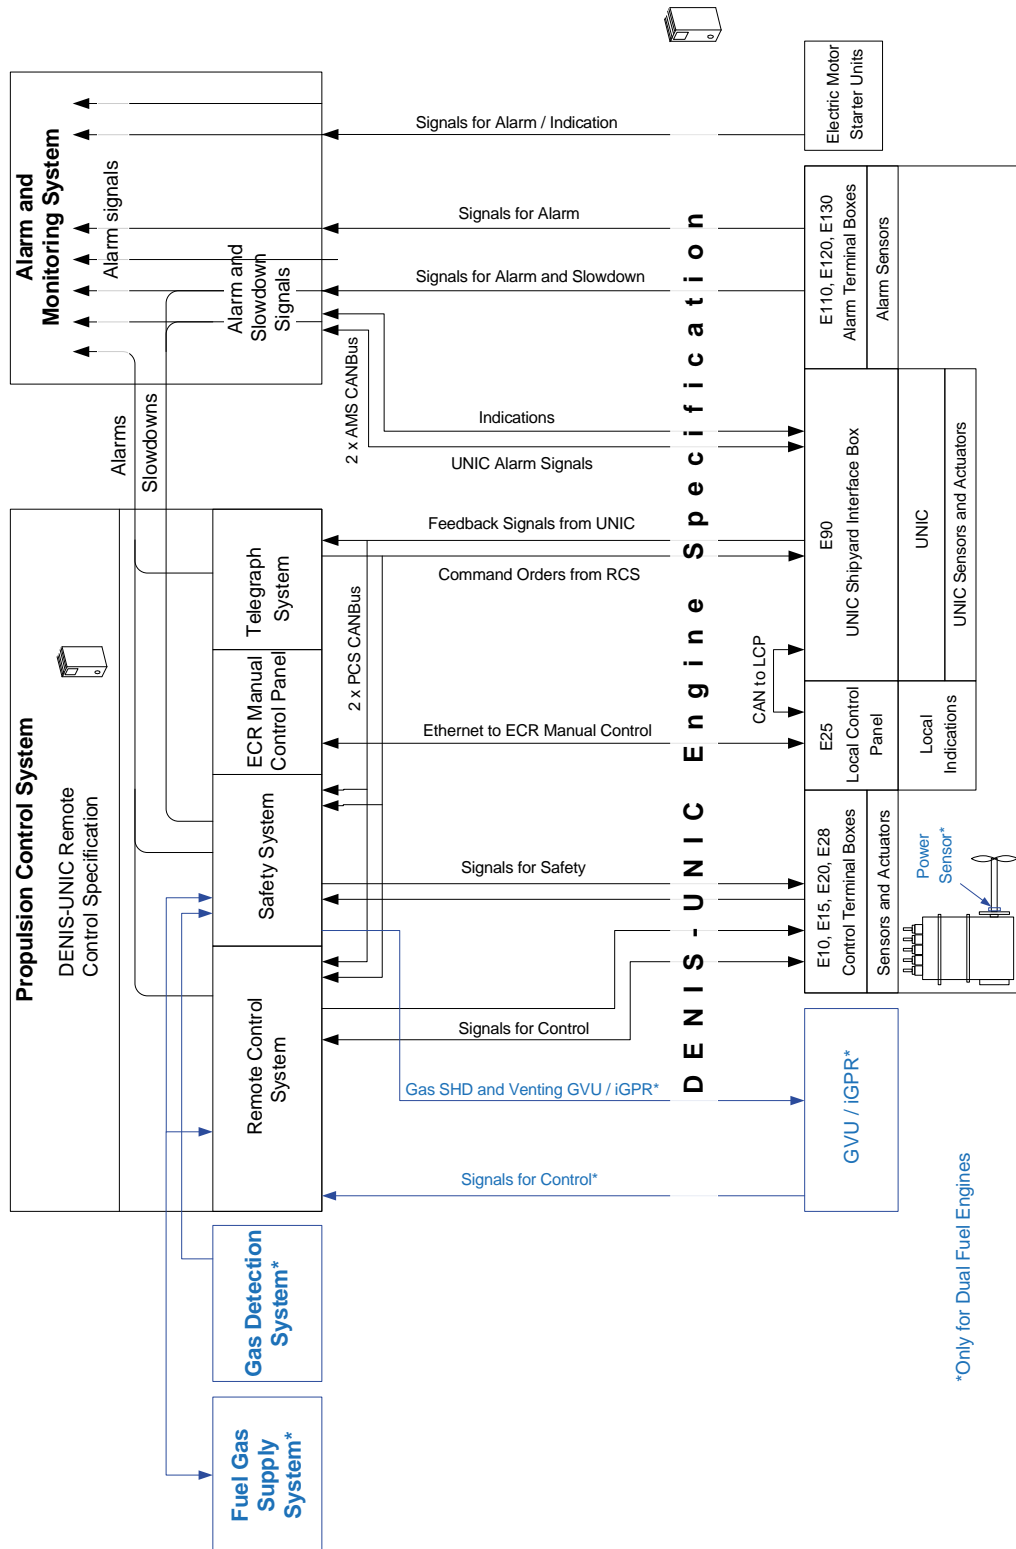 Propulsion Control System
DENIS-UNIC Remote
Control Specification
Alarm and
Monitoring System
Alarm signals
Alarm and
Slowdown
Signals
Alarms
Slowdowns
Fuel Gas
Supply
System*
Gas Detection
System*
Remote Control
System
Safety System
ECR Manual
Control Panel
Telegraph
System
2 x PCS CANBus
2 x AMS CANBus
Signals for Control*
Gas SHD and Venting GVU / iGPR*
Signals for Control
Signals for Safety
Ethernet to ECR Manual Control
Feedback Signals from UNIC
Command Orders from RCS
Indications
UNIC Alarm Signals
Signals for Alarm and Slowdown
Signals for Alarm
Signals for Alarm / Indication
DENIS-UNIC Engine Specification
CAN to LCP
GVU / iGPR*
E10, E15, E20, E28
Control Terminal Boxes
Sensors and Actuators
Power
Sensor*
E25
Local Control
Panel
Local
Indications
E90
UNIC Shipyard Interface Box
UNIC
UNIC Sensors and Actuators
E110, E120, E130
Alarm Terminal Boxes
Alarm Sensors
Electric Motor
Starter Units
*Only for Dual Fuel Engines